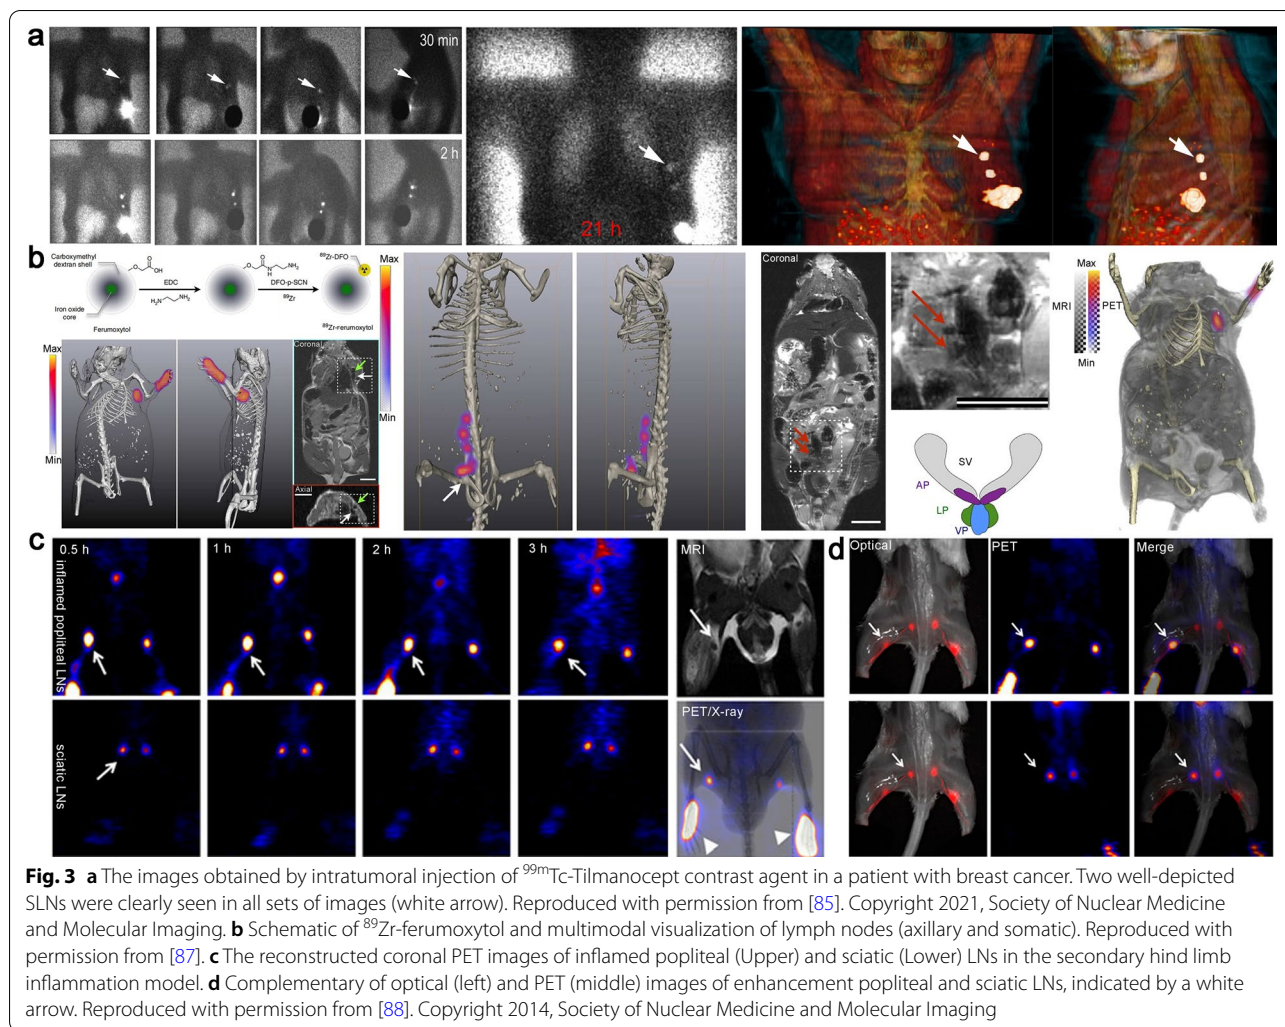 a
30 min
2 h
21 h
b
Carboxymethyl
dextran shell
Iron oxide
core
Ferumoxytol
O
O
OH
EDC
H₂N
NH₂
O
O
N
H
NH₂
DFO-p-SCN
⁸⁹Zr
⁸⁹Zr-DFO
⁸⁹Zr-rerumoxytol
Max
Min
Max
Min
Coronal
Axial
Coronal
SV
AP
LP
VP
Max
MRI
PET
Min
c
0.5 h
1 h
2 h
3 h
inflamed popliteal LNs
sciatic LNs
MRI
PET/X-ray
d
Optical
PET
Merge
Fig. 3 a The images obtained by intratumoral injection of ⁹⁹ᵐTc-Tilmanocept contrast agent in a patient with breast cancer. Two well-depicted
SLNs were clearly seen in all sets of images (white arrow). Reproduced with permission from [85]. Copyright 2021, Society of Nuclear Medicine
and Molecular Imaging. b Schematic of ⁸⁹Zr-ferumoxytol and multimodal visualization of lymph nodes (axillary and somatic). Reproduced with
permission from [87]. c The reconstructed coronal PET images of inflamed popliteal (Upper) and sciatic (Lower) LNs in the secondary hind limb
inflammation model. d Complementary of optical (left) and PET (middle) images of enhancement popliteal and sciatic LNs, indicated by a white
arrow. Reproduced with permission from [88]. Copyright 2014, Society of Nuclear Medicine and Molecular Imaging